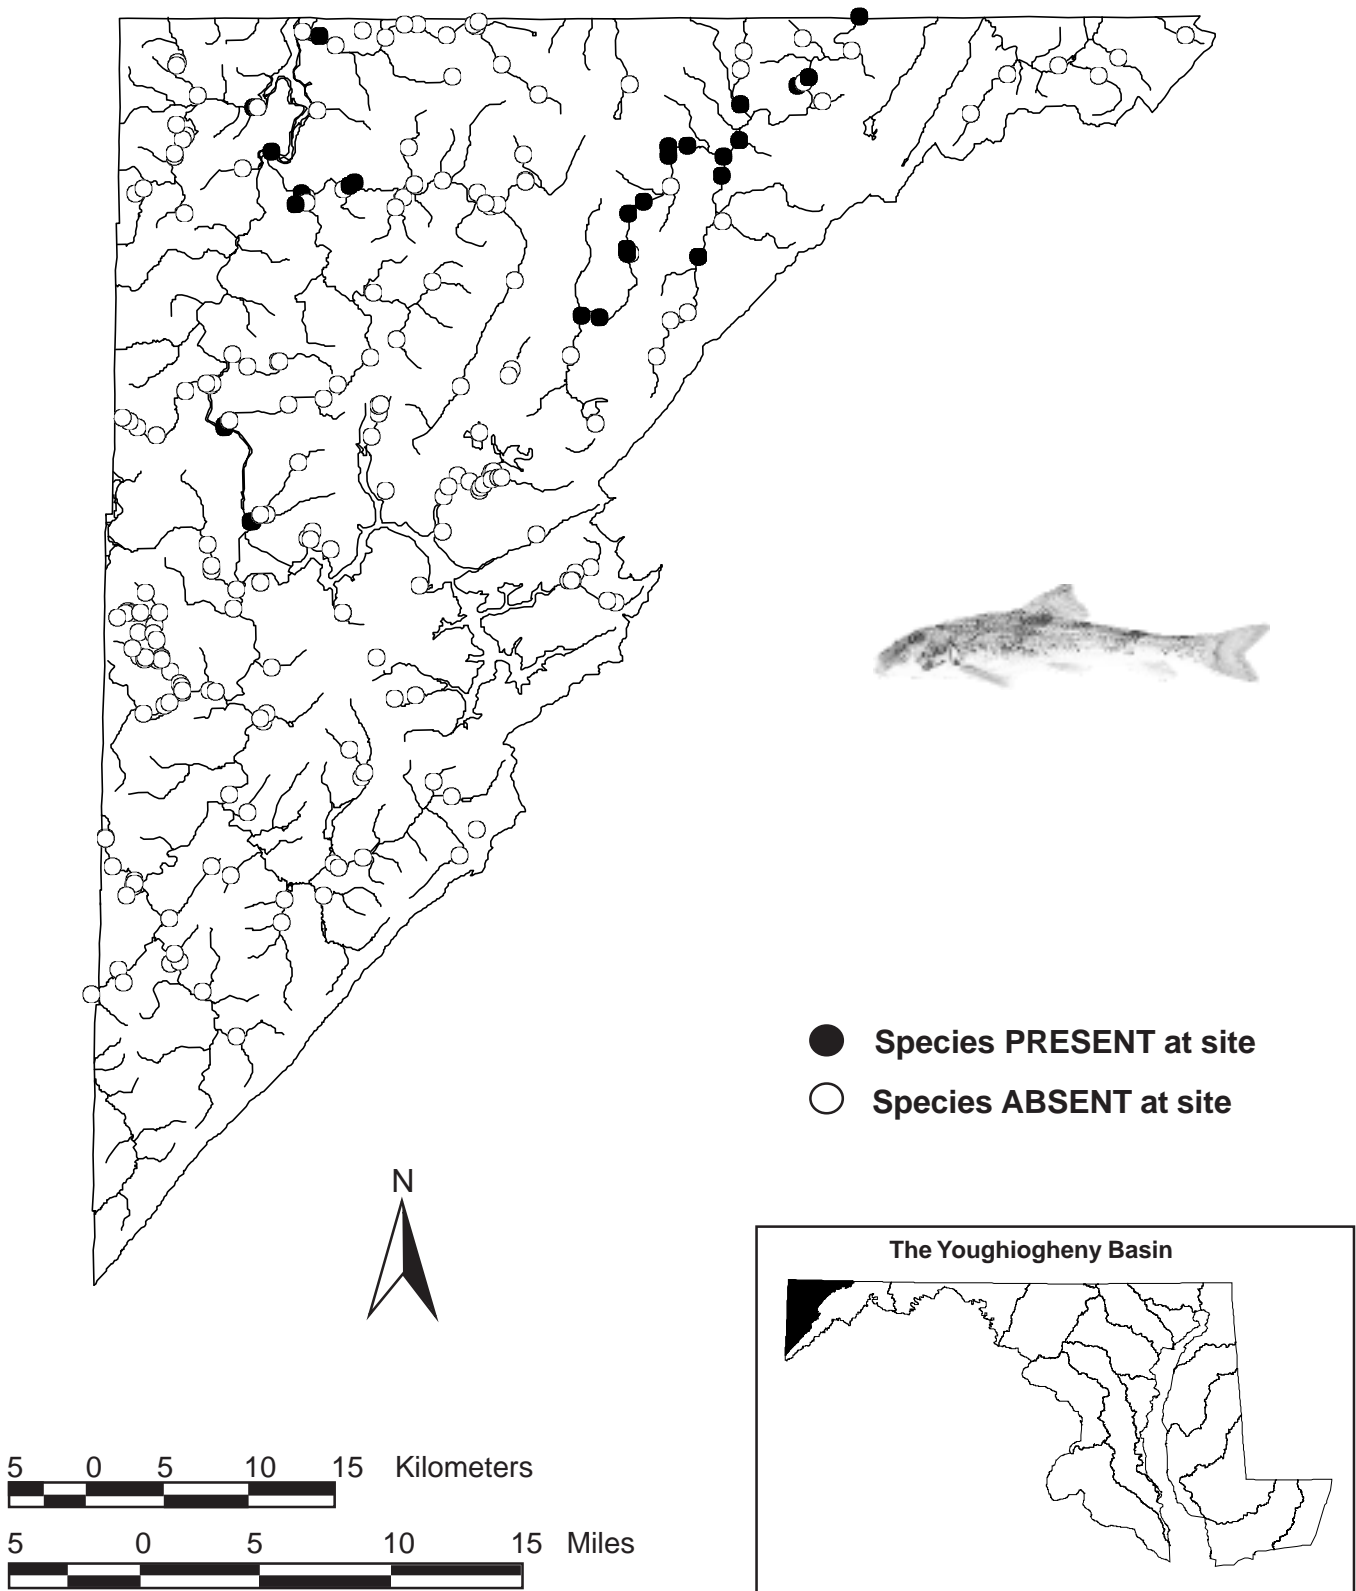 Species PRESENT at site
Species ABSENT at site
N
The Youghiogheny Basin
5 0 5 10 15 Kilometers
5 0 5 10 15 Miles